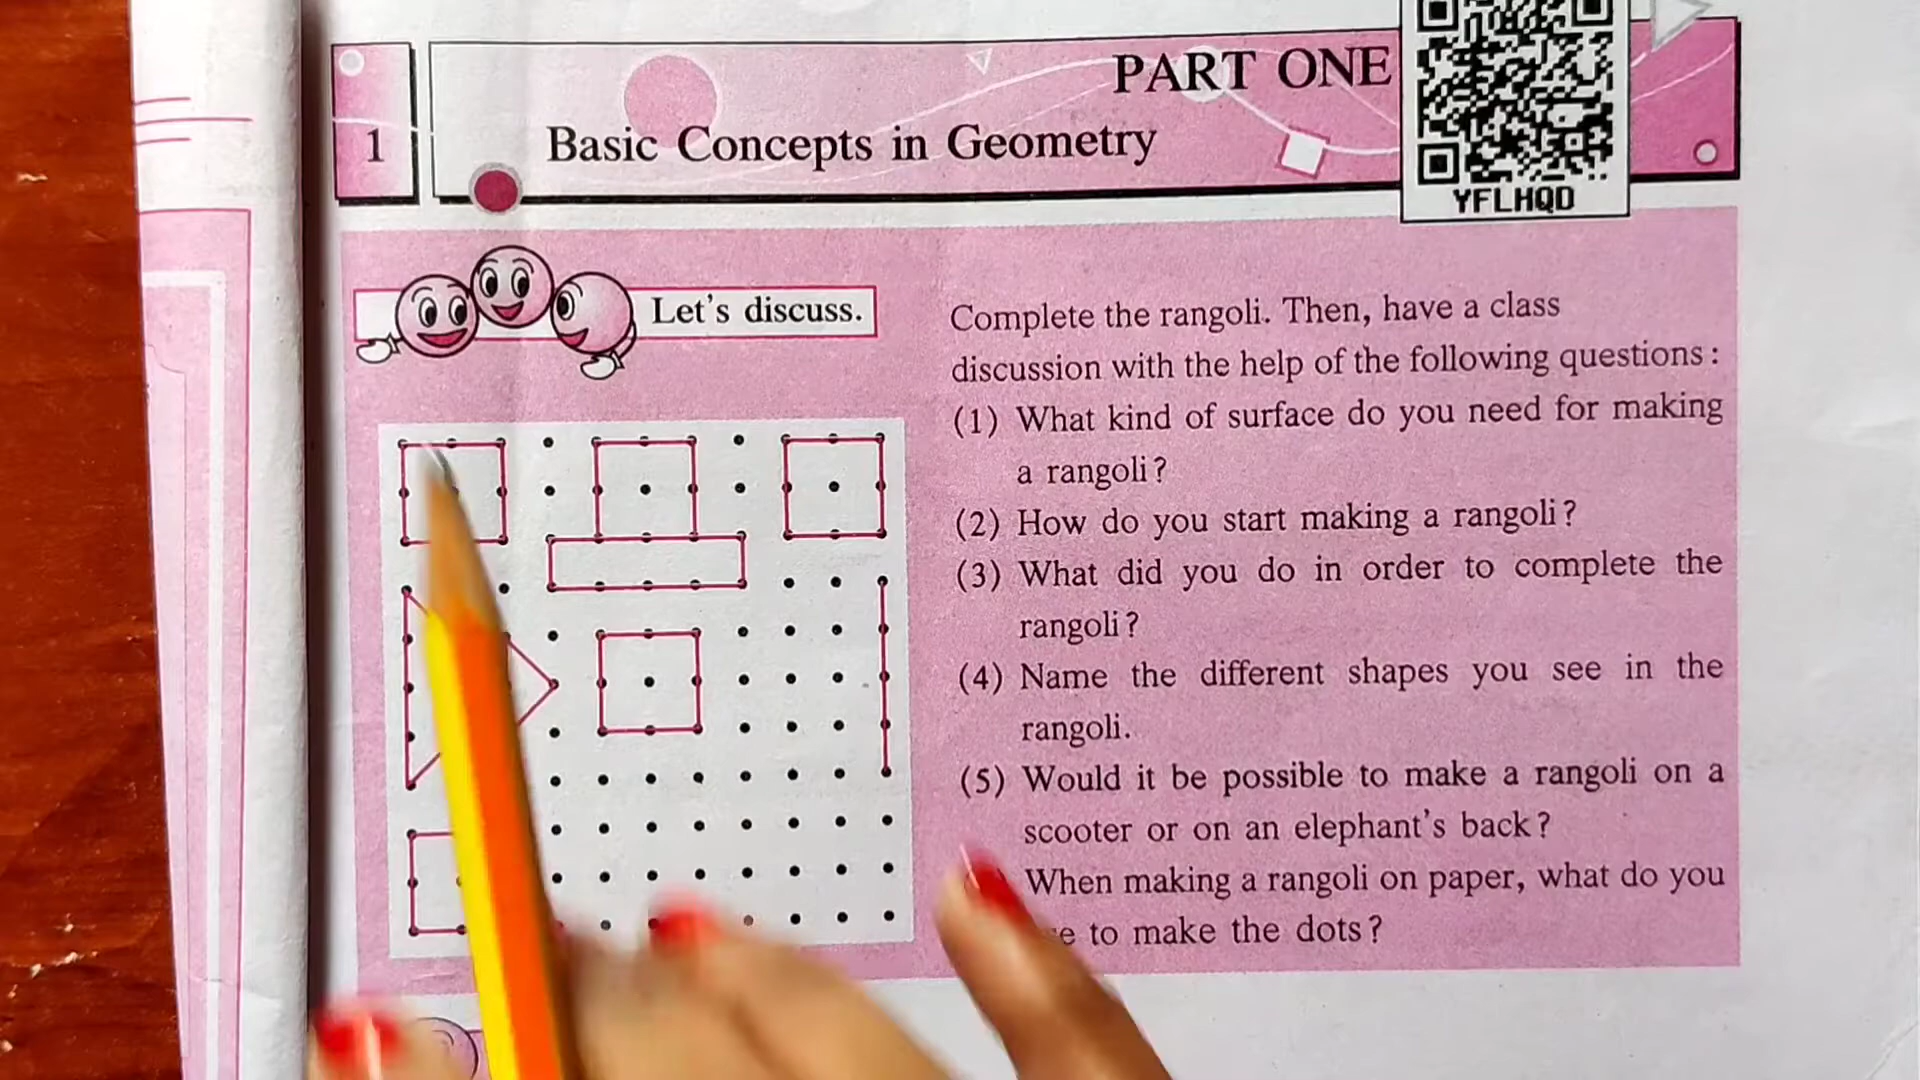 PART ONE
1
Basic Concepts in Geometry
YFLHQD
Let's discuss.
Complete the rangoli. Then, have a class
discussion with the help of the following questions :
(1) What kind of surface do you need for making
a rangoli?
(2) How do you start making a rangoli?
(3) What did you do in order to complete the
rangoli?
(4) Name the different shapes you see in the
rangoli.
(5) Would it be possible to make a rangoli on a
scooter or on an elephant's back?
When making a rangoli on paper, what do you
to make the dots?